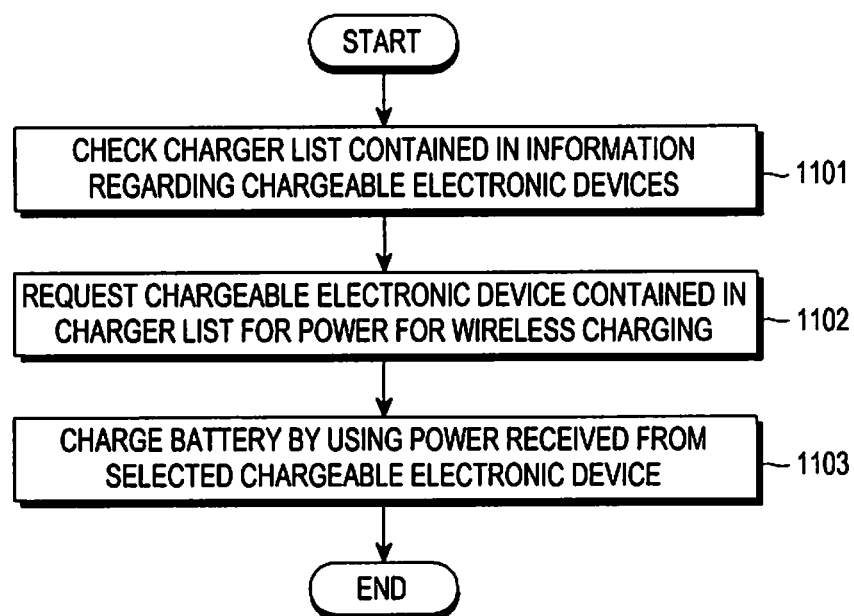 START
CHECK CHARGER LIST CONTAINED IN INFORMATION
REGARDING CHARGEABLE ELECTRONIC DEVICES
1101
REQUEST CHARGEABLE ELECTRONIC DEVICE CONTAINED IN
CHARGER LIST FOR POWER FOR WIRELESS CHARGING
1102
CHARGE BATTERY BY USING POWER RECEIVED FROM
SELECTED CHARGEABLE ELECTRONIC DEVICE
1103
END